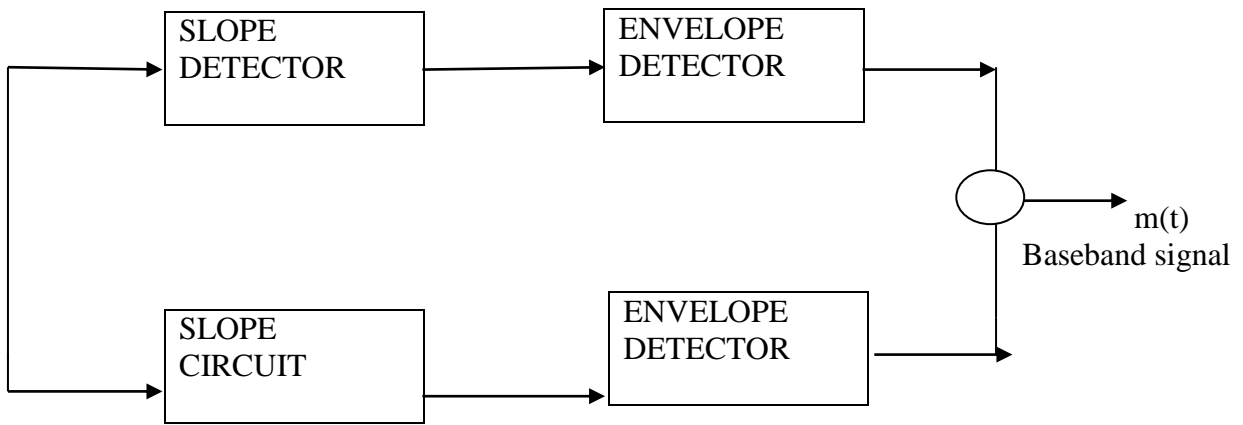 SLOPE
DETECTOR
ENVELOPE
DETECTOR
m(t)
Baseband signal
SLOPE
CIRCUIT
ENVELOPE
DETECTOR